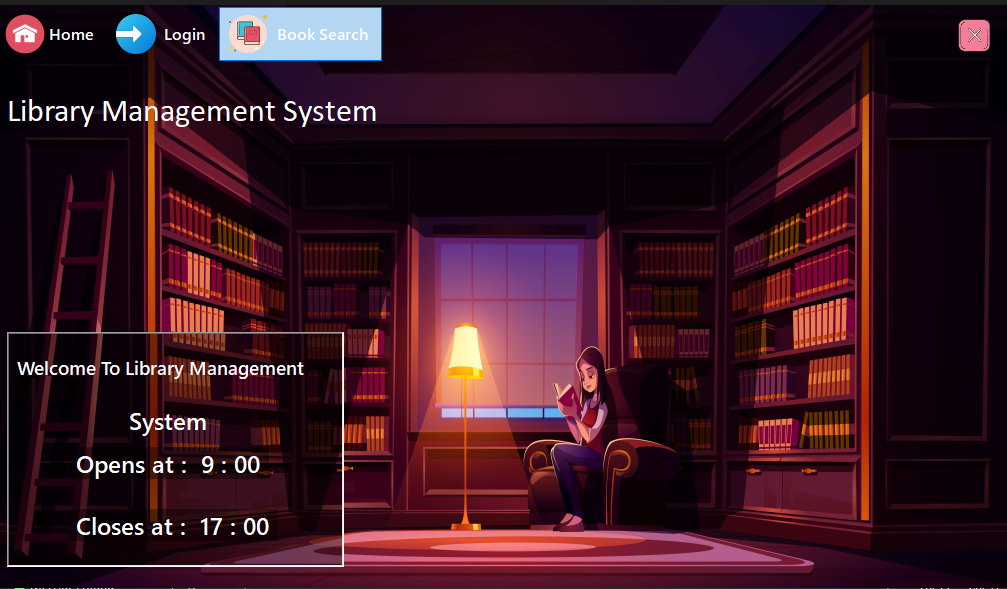 Home Login Book Search
Library Management System
Welcome To Library Management
System
Opens at : 9 : 00
Closes at : 17 : 00